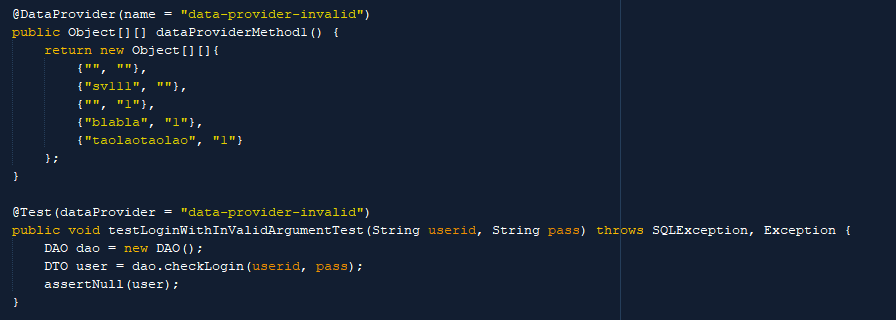 @DataProvider(name = "data-provider-invalid")
public Object[][] dataProviderMethod1() {
    return new Object[][]{
        {"", ""},
        {"sv111", ""},
        {"", "1"},
        {"blabla", "1"},
        {"taolaotaolao", "1"}
    };
}
@Test(dataProvider = "data-provider-invalid")
public void testLoginWithInValidArgumentTest(String userid, String pass) throws SQLException, Exception {
    DAO dao = new DAO();
    DTO user = dao.checkLogin(userid, pass);
    assertNull(user);
}